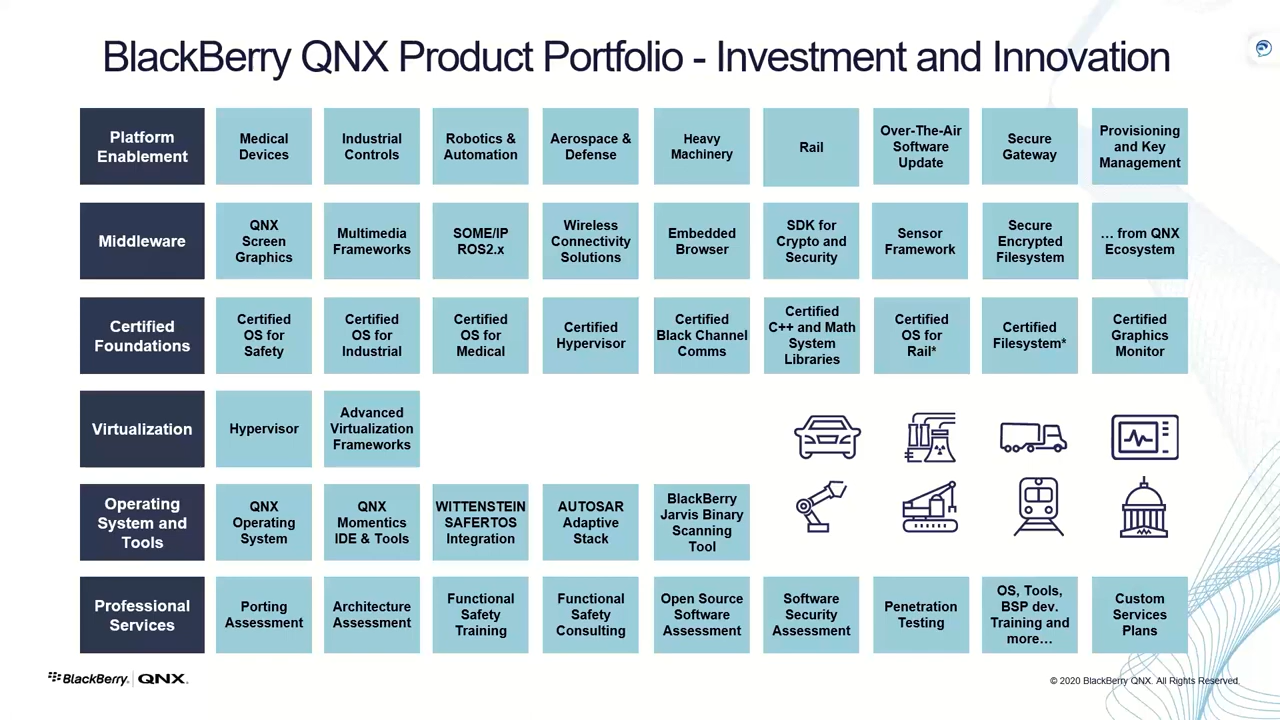 BlackBerry QNX Product Portfolio - Investment and Innovation
Platform
Enablement
Medical
Devices
Industrial
Controls
Robotics &
Automation
Aerospace &
Defense
Heavy
Machinery
Rail
Over-The-Air
Software
Update
Secure
Gateway
Provisioning
and Key
Management
Middleware
QNX
Screen
Graphics
Multimedia
Frameworks
SOME/IP
ROS2.x
Wireless
Connectivity
Solutions
Embedded
Browser
SDK for
Crypto and
Security
Sensor
Framework
Secure
Encrypted
Filesystem
... from QNX
Ecosystem
Certified
Foundations
Certified
OS for
Safety
Certified
OS for
Industrial
Certified
OS for
Medical
Certified
Hypervisor
Certified
Black Channel
Comms
Certified
C++ and Math
System
Libraries
Certified
OS for
Rail*
Certified
Filesystem*
Certified
Graphics
Monitor
Virtualization
Hypervisor
Advanced
Virtualization
Frameworks
Operating
System and
Tools
QNX
Operating
System
QNX
Momentics
IDE & Tools
WITTENSTEIN
SAFERTOS
Integration
AUTOSAR
Adaptive
Stack
BlackBerry
Jarvis Binary
Scanning
Tool
Professional
Services
Porting
Assessment
Architecture
Assessment
Functional
Safety
Training
Functional
Safety
Consulting
Open Source
Software
Assessment
Software
Security
Assessment
Penetration
Testing
OS, Tools,
BSP dev.
Training and
more...
Custom
Services
Plans
BlackBerry. QNX.
© 2020 BlackBerry QNX. All Rights Reserved.